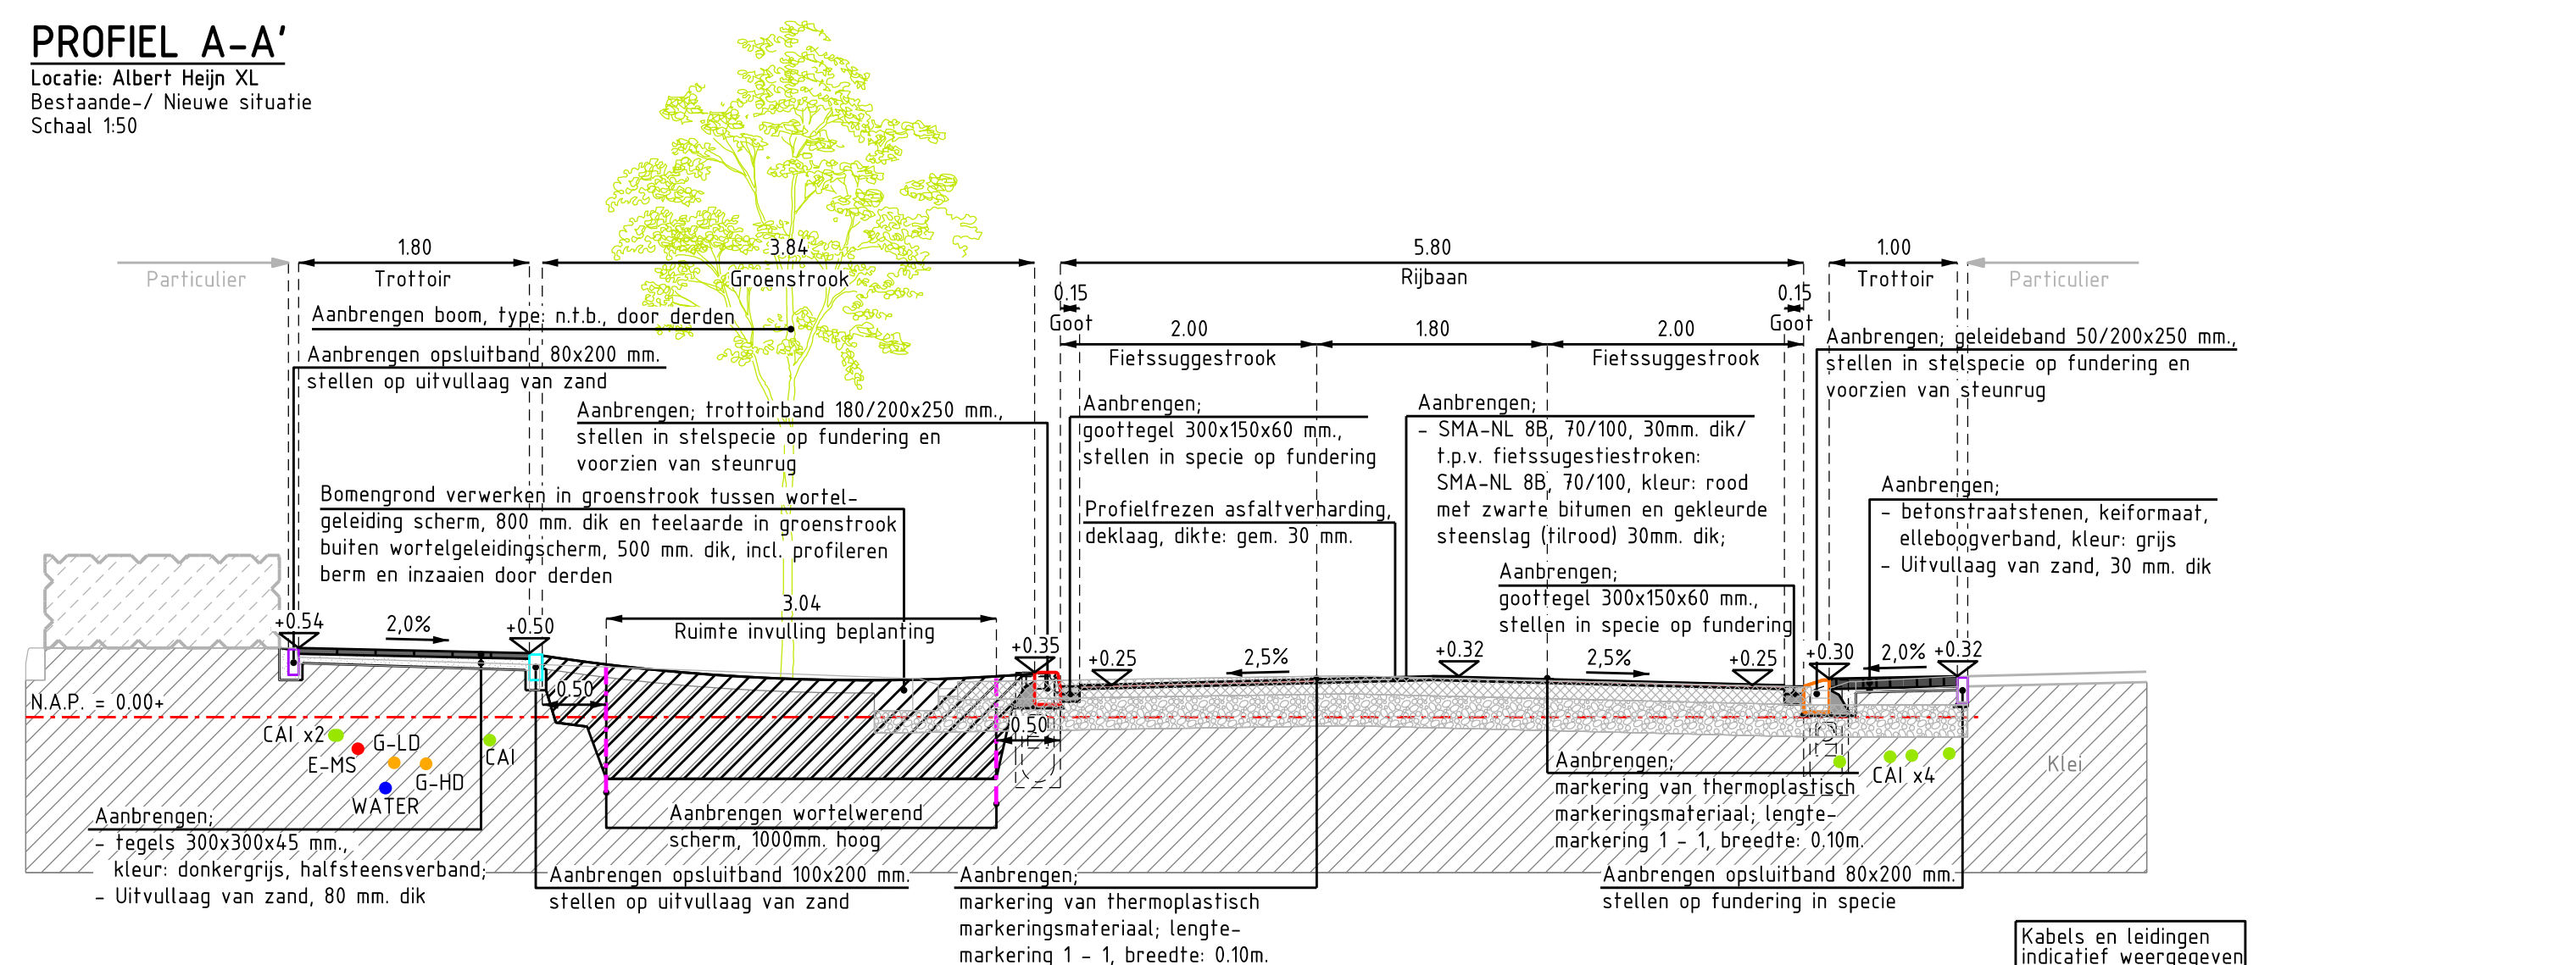 PROFIEL A-A'
Locatie: Albert Heijn XL
Bestaande-/ Nieuwe situatie
Schaal 1:50
1.80
3.84
5.80
1.00
Particulier
Trottoir
Groenstrook
Rijbaan
Trottoir
Particulier
0.15
Goot
0.15
Goot
2.00
1.80
2.00
Fietssuggestrook
Fietssuggestrook
Aanbrengen boom, type: n.t.b., door derden
Aanbrengen opsluitband 80x200 mm.
stellen op uitvullaag van zand
Aanbrengen; trottoirband 180/200x250 mm.,
stellen in stelspecie op fundering en
voorzien van steunrug
Bomengrond verwerken in groenstrook tussen wortel-
geleiding scherm, 800 mm. dik en teelaarde in groenstrook
buiten wortelgeleidingscherm, 500 mm. dik, incl. profileren
berm en inzaaien door derden
Aanbrengen;
goottegel 300x150x60 mm.,
stellen in specie op fundering
Profielfrezen asfaltverharding,
deklaag, dikte: gem. 30 mm.
Aanbrengen;
- SMA-NL 8B, 70/100, 30mm. dik/
t.p.v. fietssugestiestroken:
SMA-NL 8B, 70/100, kleur: rood
met zwarte bitumen en gekleurde
steenslag (tilrood) 30mm. dik;
Aanbrengen;
goottegel 300x150x60 mm.,
stellen in specie op fundering
Aanbrengen; geleideband 50/200x250 mm.,
stellen in stelspecie op fundering en
voorzien van steunrug
Aanbrengen;
- betonstraatstenen, keiformaat,
elleboogverband, kleur: grijs
- Uitvullaag van zand, 30 mm. dik
+0.54
2,0%
+0.50
3.04
Ruimte invulling beplanting
+0.35
+0.25
2,5%
+0.32
2,5%
+0.25
+0.30
2,0%
+0.32
0.50
0.50
N.A.P. = 0.00+
CAI x2
G-LD
E-MS
G-HD
WATER
CAI
CAI x4
Klei
Aanbrengen;
- tegels 300x300x45 mm.,
kleur: donkergrijs, halfsteensverband;
- Uitvullaag van zand, 80 mm. dik
Aanbrengen wortelwerend
scherm, 1000mm. hoog
Aanbrengen opsluitband 100x200 mm.
stellen op uitvullaag van zand
Aanbrengen;
markering van thermoplastisch
markeringsmateriaal; lengte-
markering 1 - 1, breedte: 0.10m.
Aanbrengen;
markering van thermoplastisch
markeringsmateriaal; lengte-
markering 1 - 1, breedte: 0.10m.
Aanbrengen opsluitband 80x200 mm.
stellen op fundering in specie
Kabels en leidingen
indicatief weergegeven